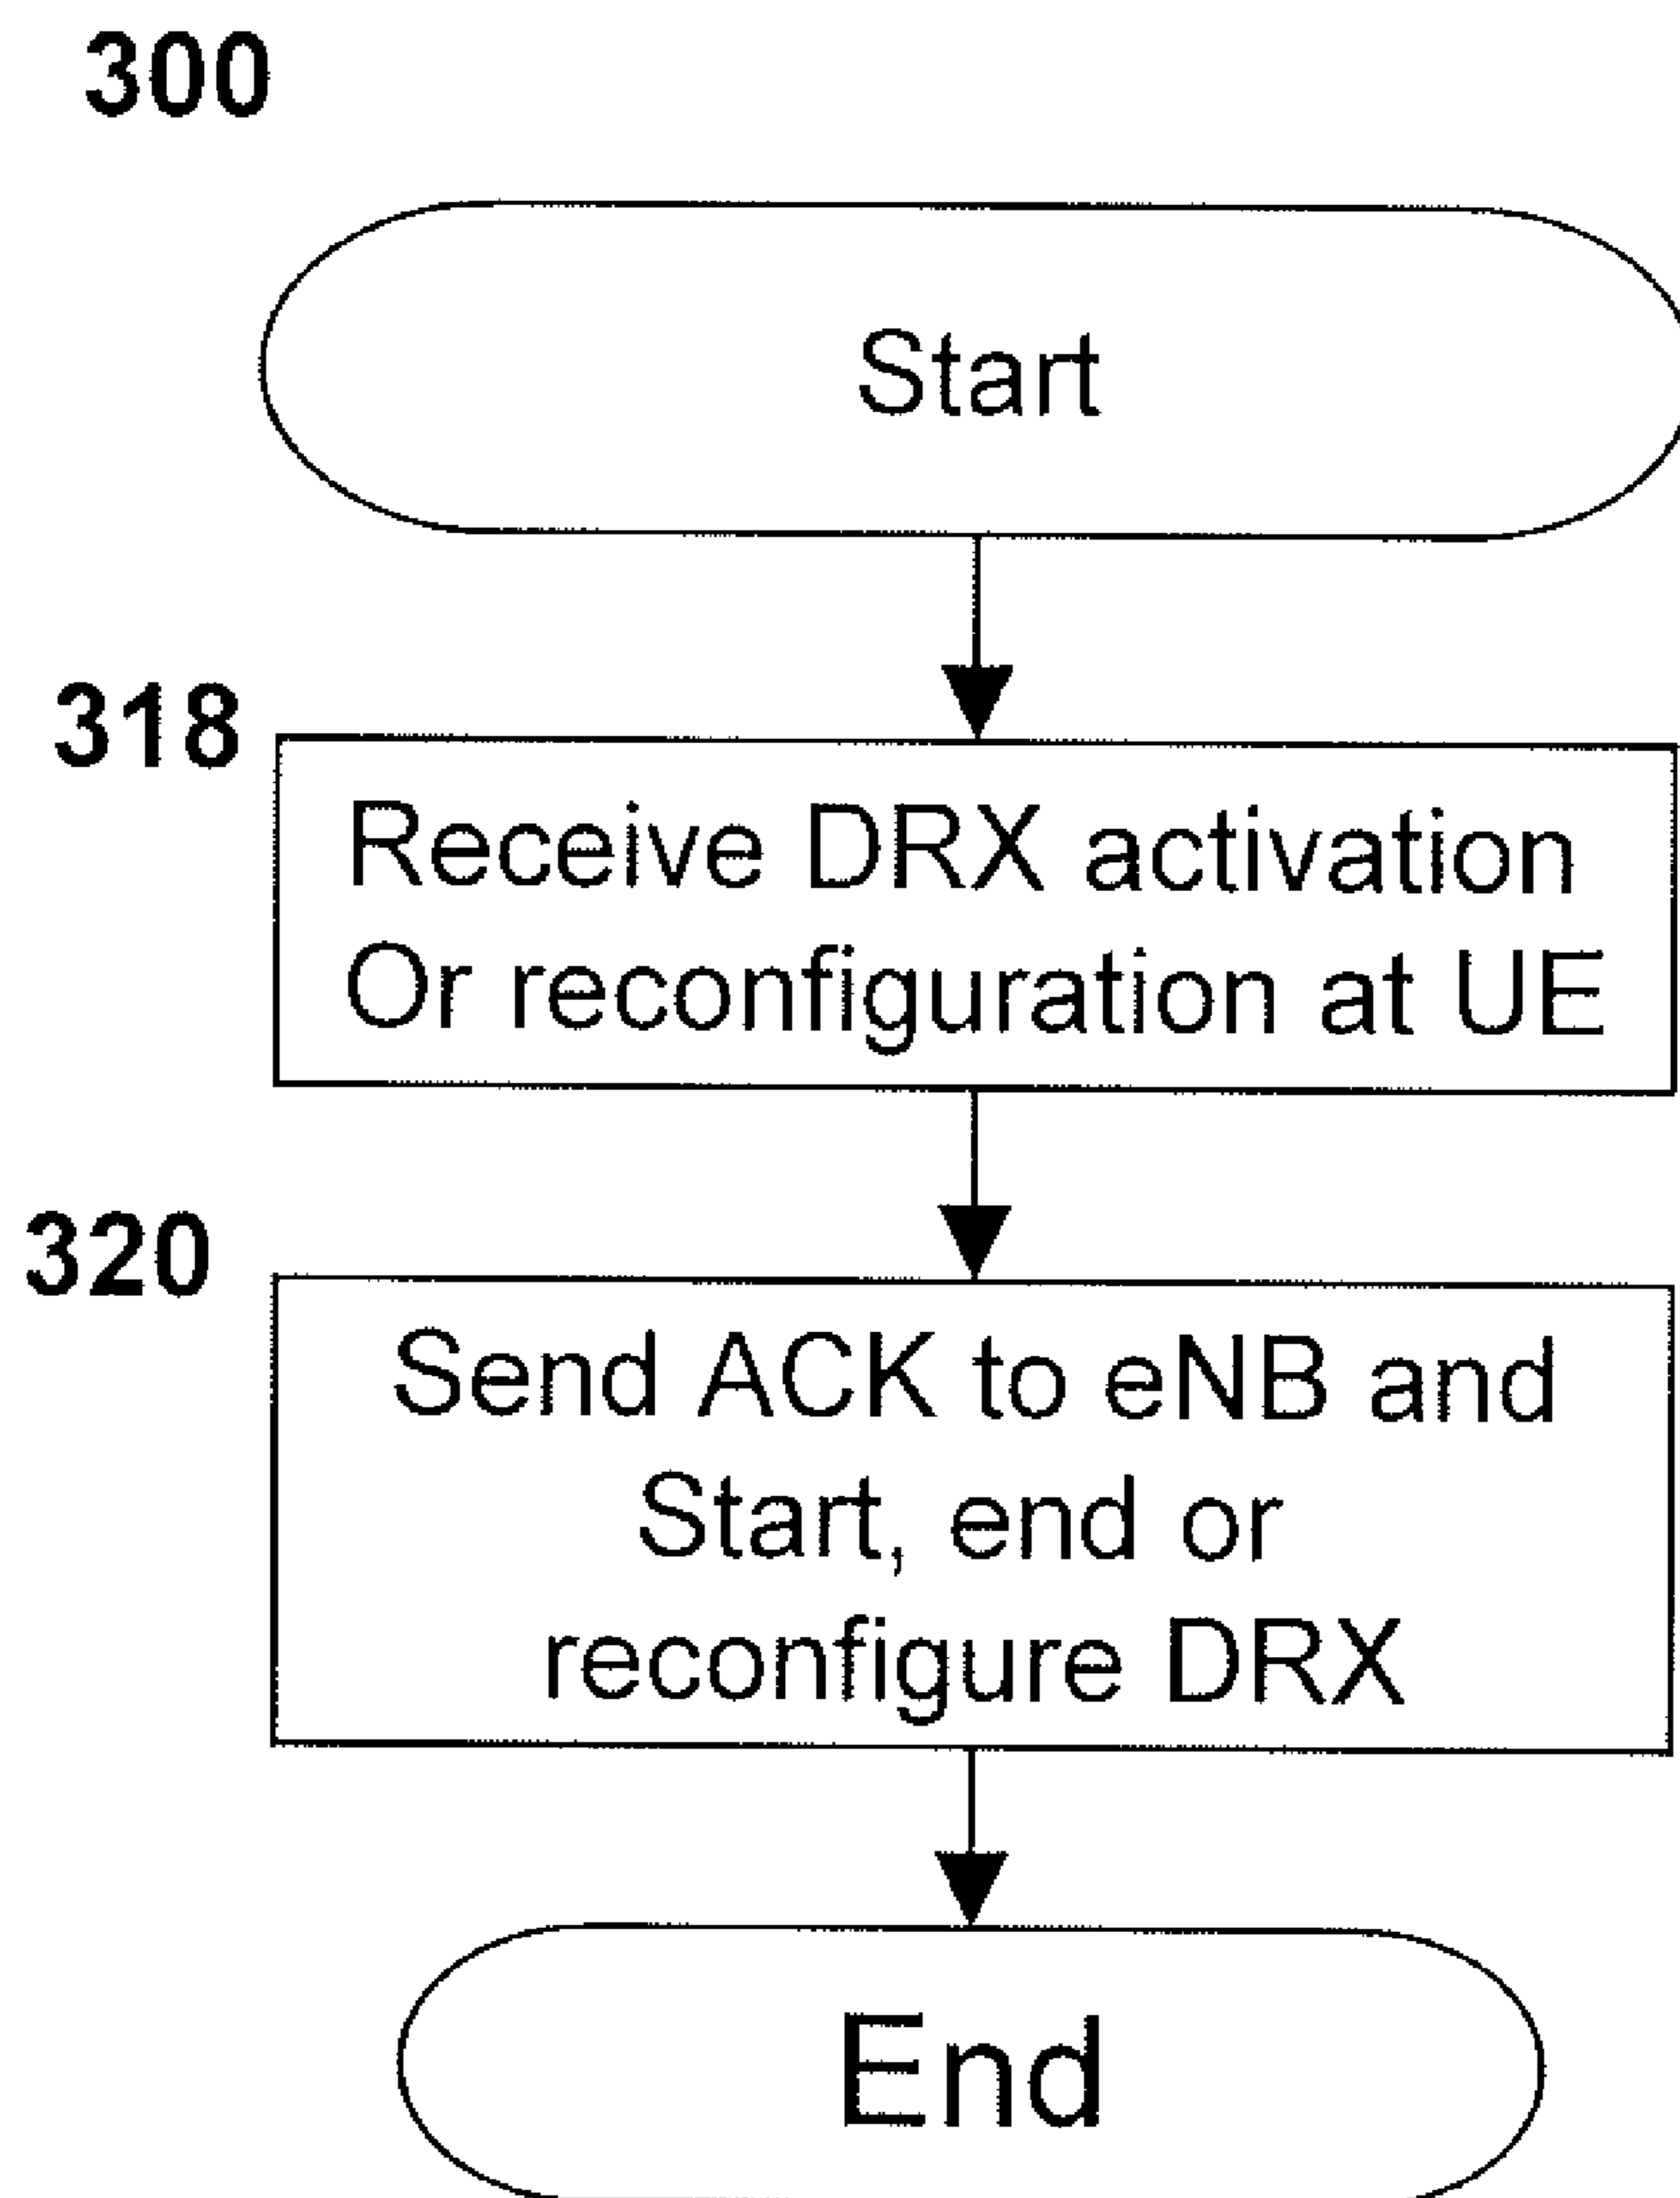 300
Start
318
Receive DRX activation
Or reconfiguration at UE
320
Send ACK to eNB and
Start, end or
reconfigure DRX
End